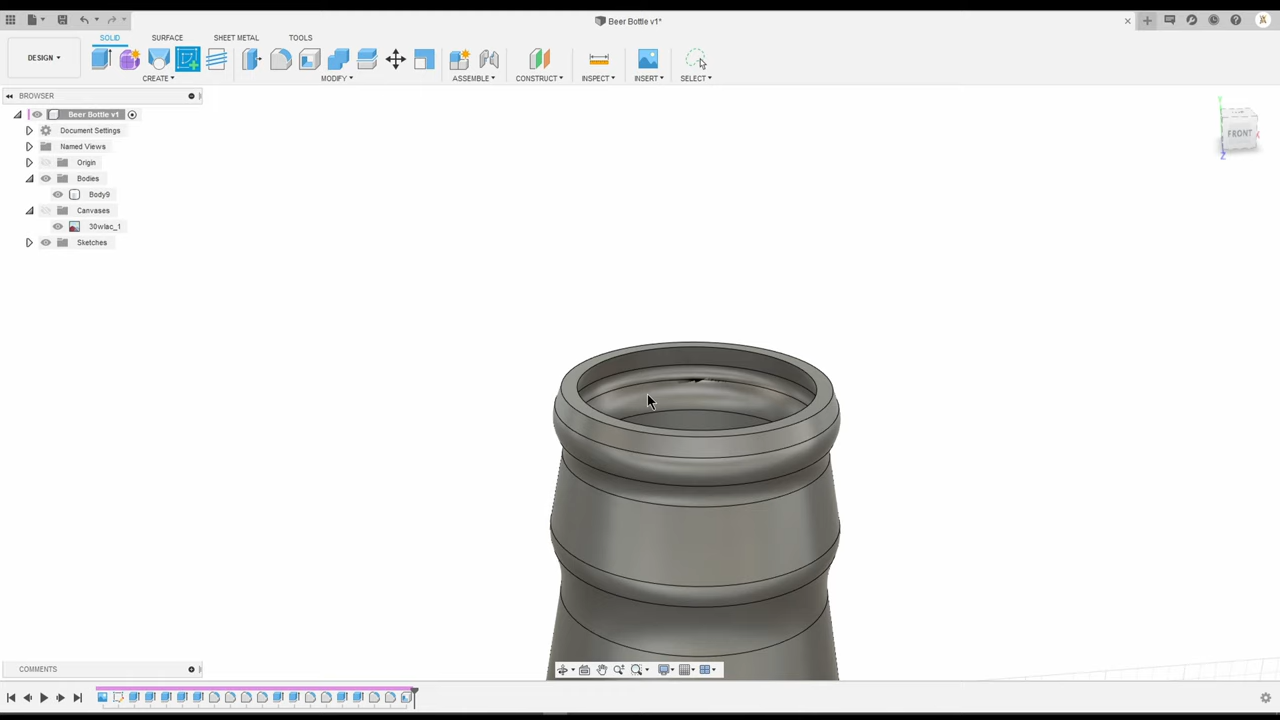 Beer Bottle v1*
DESIGN
SOLID
SURFACE
SHEET METAL
TOOLS
CREATE
MODIFY
ASSEMBLE
CONSTRUCT
INSPECT
INSERT
SELECT
BROWSER
Beer Bottle v1
Document Settings
Named Views
Origin
Bodies
Body9
Canvases
30wlac_1
Sketches
FRONT
COMMENTS